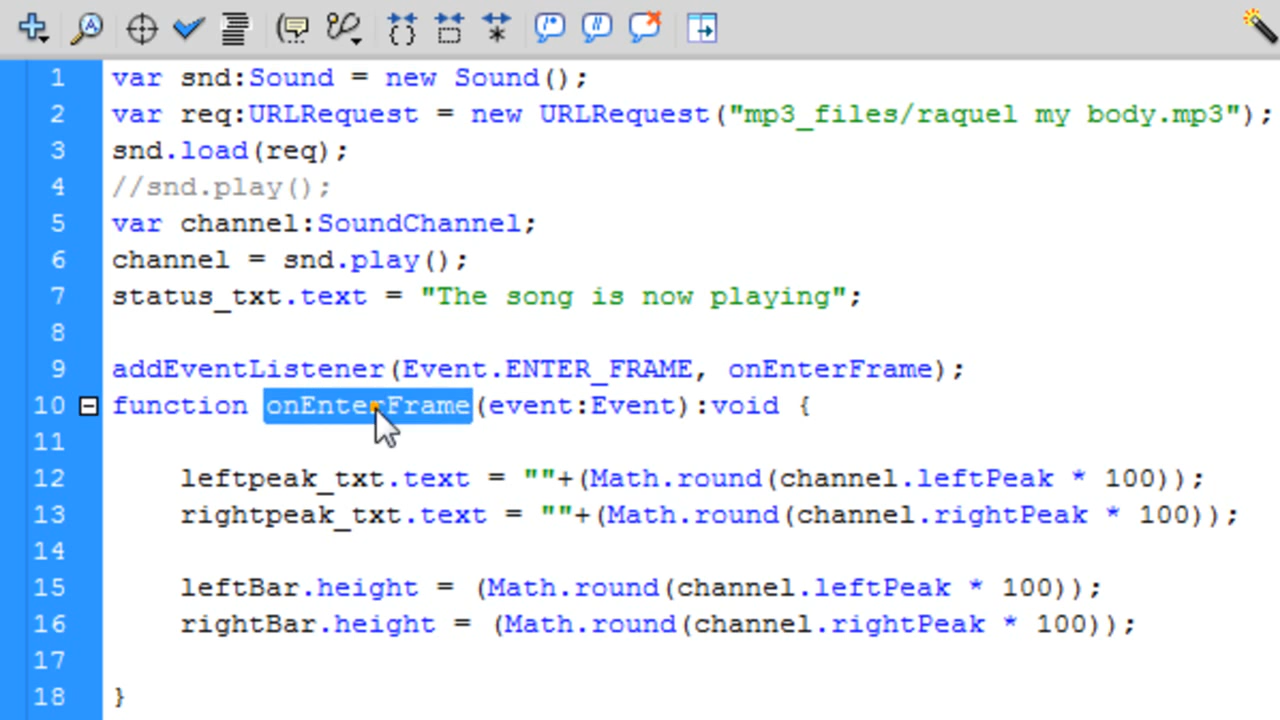 1 var snd:Sound = new Sound();
2 var req:URLRequest = new URLRequest("mp3_files/raquel my body.mp3");
3 snd.load(req);
4 //snd.play();
5 var channel:SoundChannel;
6 channel = snd.play();
7 status_txt.text = "The song is now playing";
8
9 addEventListener(Event.ENTER_FRAME, onEnterFrame);
10 function onEnterFrame(event:Event):void {
11
12 leftpeak_txt.text = ""+(Math.round(channel.leftPeak * 100));
13 rightpeak_txt.text = ""+(Math.round(channel.rightPeak * 100));
14
15 leftBar.height = (Math.round(channel.leftPeak * 100));
16 rightBar.height = (Math.round(channel.rightPeak * 100));
17
18 }